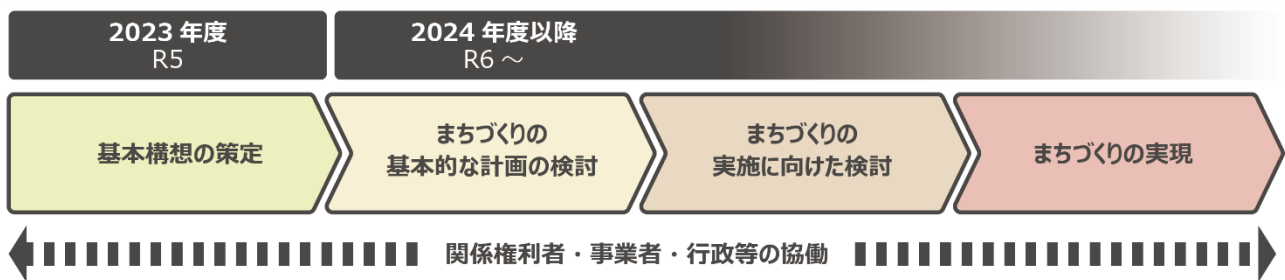 2023 年度
R5
2024 年度以降
R6 ～
基本構想の策定
まちづくりの
基本的な計画の検討
まちづくりの
実施に向けた検討
まちづくりの実現
関係権利者・事業者・行政等の協働